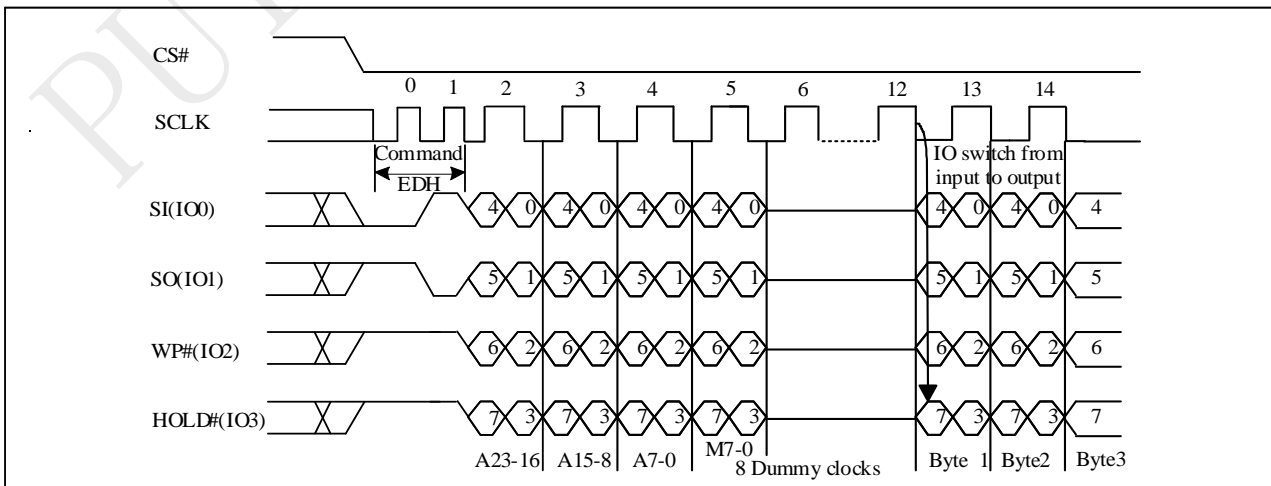 PUY
CS#
0 1 2 3 4 5 6 12 13 14
SCLK
Command
EDH
IO switch from
input to output
SI(IO0) 4 0 4 0 4 0 4 0 4 0 4 0 4
SO(IO1) 5 1 5 1 5 1 5 1 5 1 5 1 5
WP#(IO2) 6 2 6 2 6 2 6 2 6 2 6 2 6
HOLD#(IO3) 7 3 7 3 7 3 7 3 7 3 7 3 7
A23-16 A15-8 A7-0 M7-0 8 Dummy clocks Byte 1 Byte2 Byte3